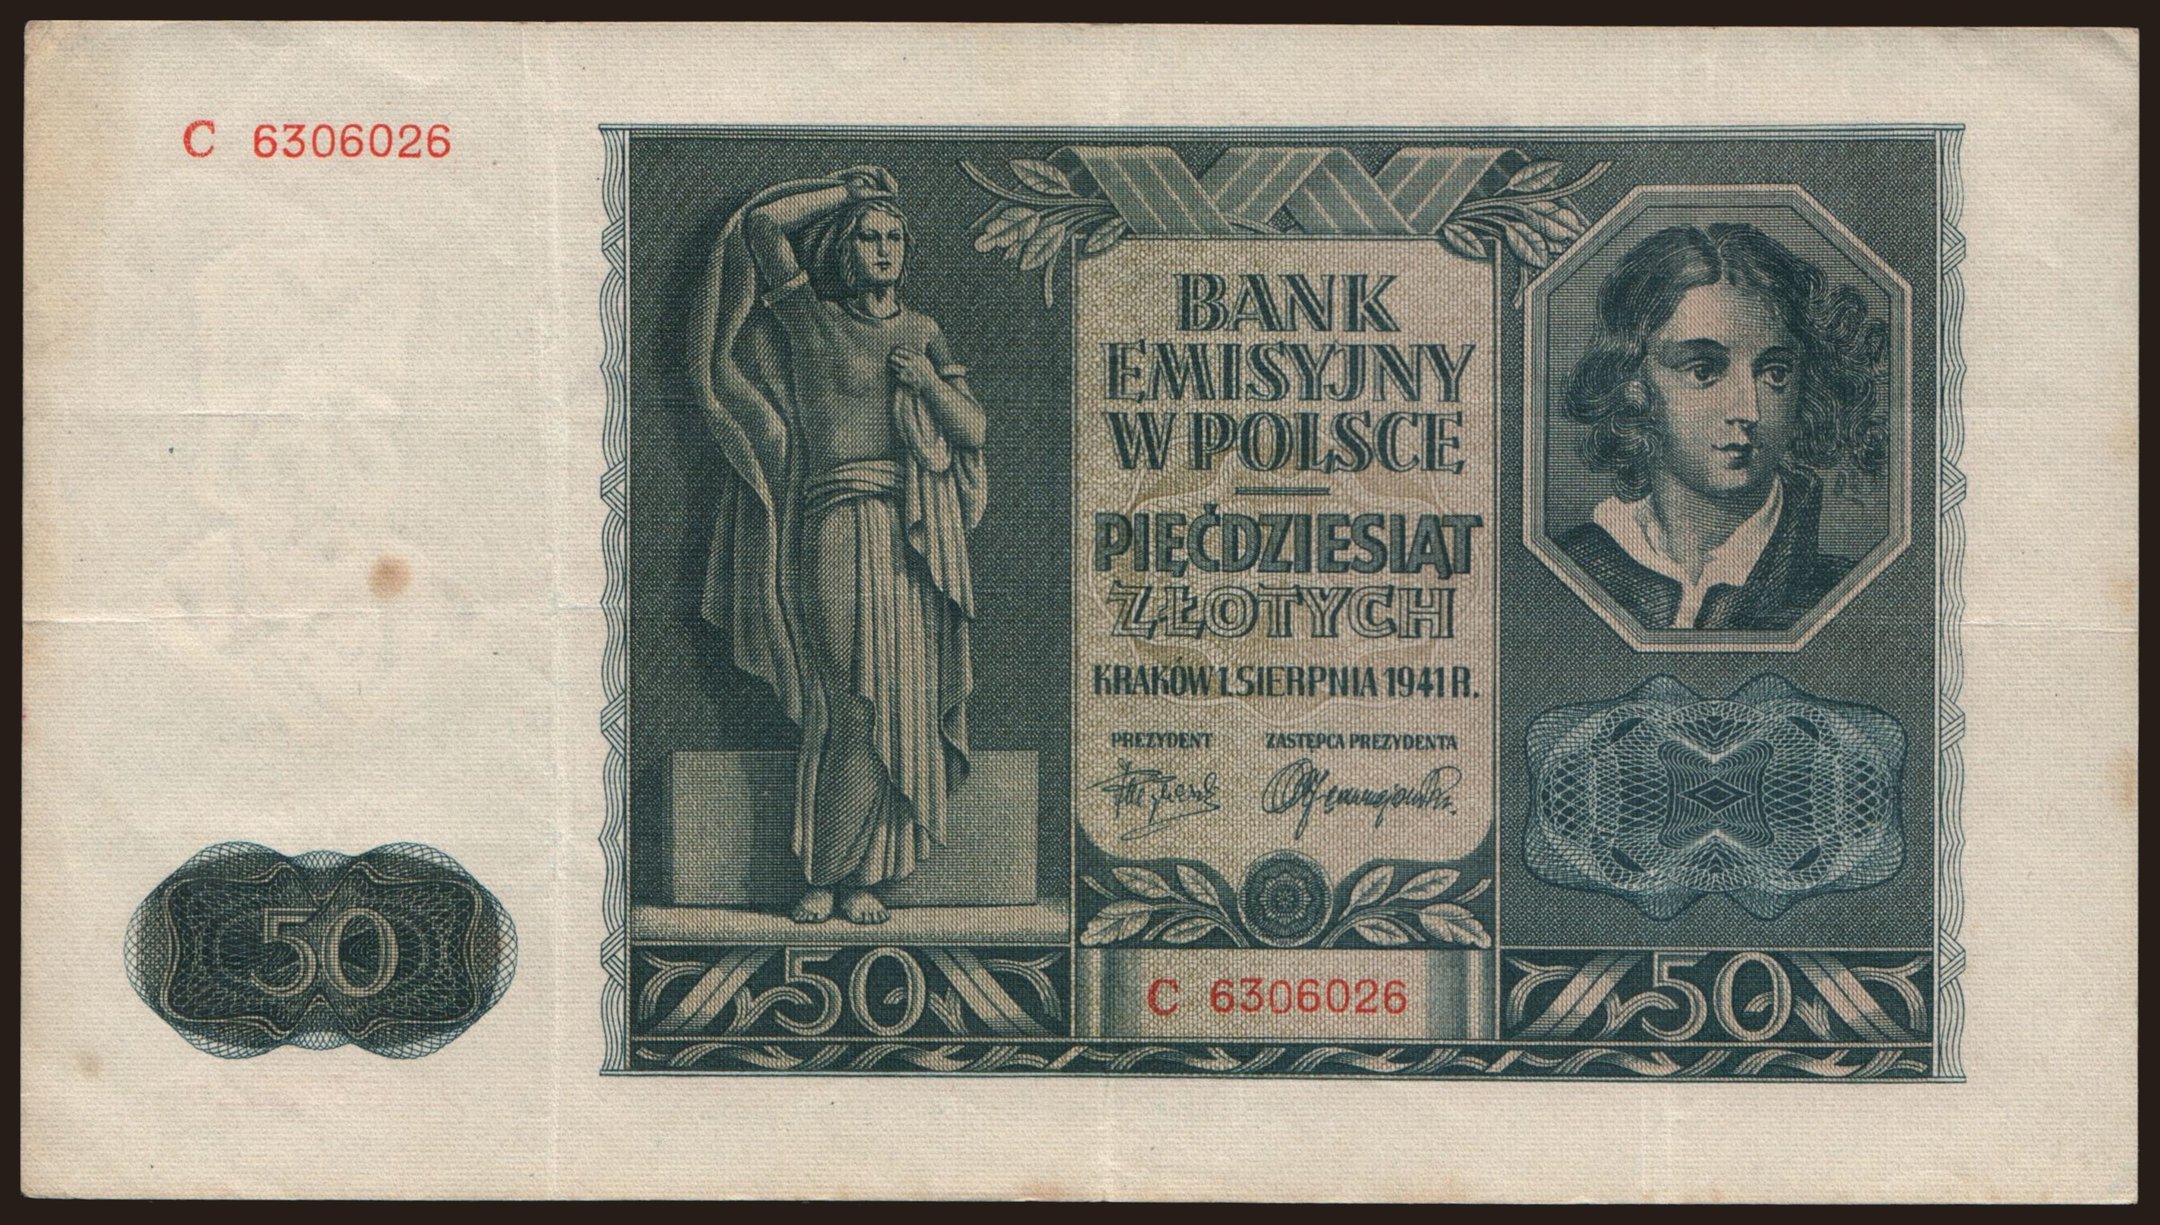 C 6306026
BANK
EMISYJNY
W POLSCE
PIĘĆDZIESIĄT
ZŁOTYCH
KRAKÓW 1. SIERPNIA 1941 R.
PREZYDENT ZASTĘPCA PREZYDENTA
50
50 C 6306026 50